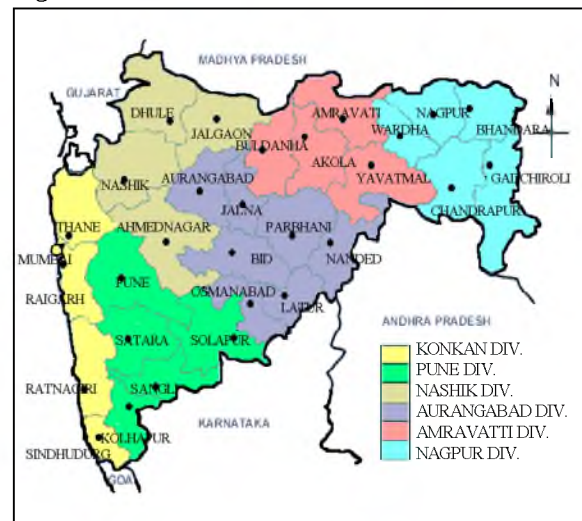 MADHYA PRADESH
GUJARAT
N
DHULE
JALGAON
AMRAVATI
NAGPUR
BULDANHA
WARDHA
BHANDARA
AKOLA
NASHIK
AURANGABAD
YAVATMAL
GADCHIROLI
JALNA
CHANDRAPUR
THANE
AHMEDNAGAR
PARBHANI
MUMBAI
BID
NANDED
PUNE
RAIGARH
OSMANABAD
LATUR
ANDHRA PRADESH
SATARA
SOLAPUR
KONKAN DIV.
PUNE DIV.
RATNAGIRI
SANGLI
NASHIK DIV.
AURANGABAD DIV.
KARNATAKA
AMRAVATTI DIV.
KOLHAPUR
NAGPUR DIV.
SINDHUDURG
GOA